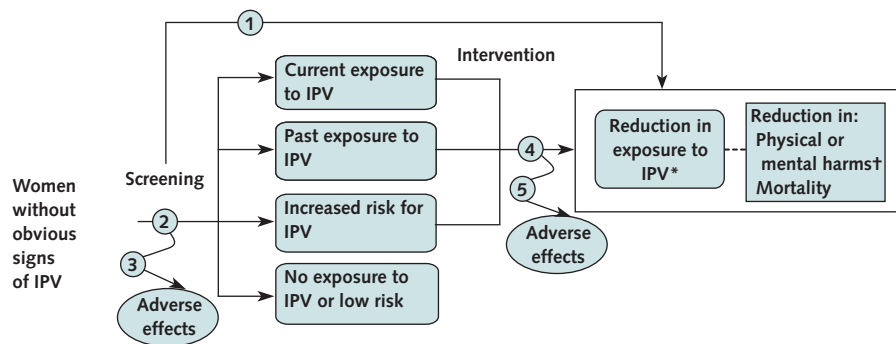 1
Intervention
Current exposure
to IPV
Past exposure to
IPV
Increased risk for
IPV
No exposure to
IPV or low risk
Women
without
obvious
signs
of IPV
Screening
2
3
Adverse
effects
4
5
Adverse
effects
Reduction in
exposure to
IPV*
Reduction in:
Physical or
mental harms†
Mortality